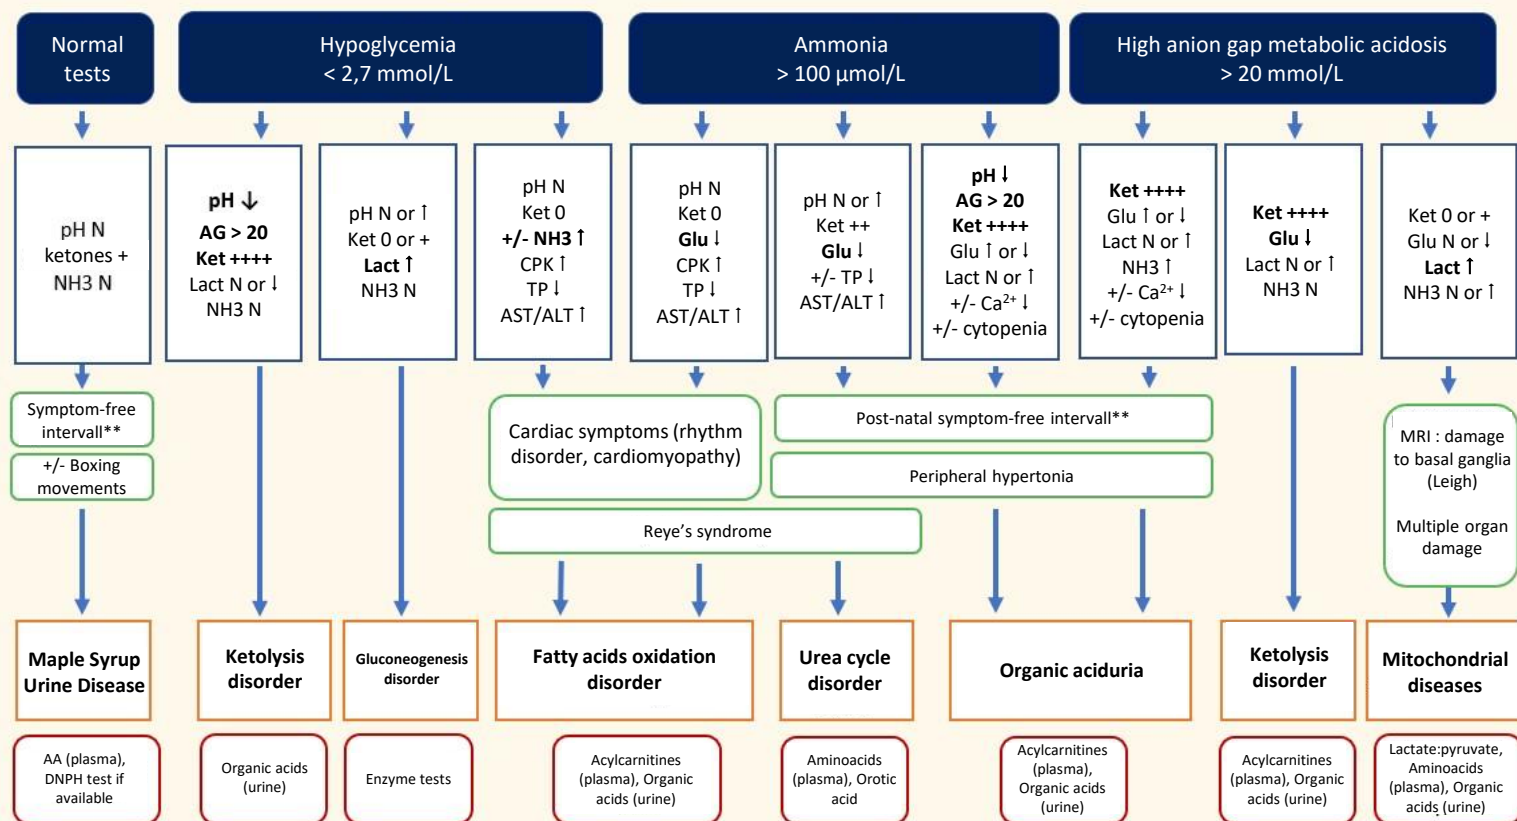 Normal
tests
Hypoglycemia
< 2,7 mmol/L
Ammonia
> 100 µmol/L
High anion gap metabolic acidosis
> 20 mmol/L
pH N
ketones +
NH3 N
pH ↓
AG > 20
Ket ++++
Lact N or ↓
NH3 N
pH N or ↑
Ket 0 or +
Lact ↑
NH3 N
pH N
Ket 0
+/- NH3 ↑
CPK ↑
TP ↓
AST/ALT ↑
pH N
Ket 0
Glu ↓
CPK ↑
TP ↓
AST/ALT ↑
pH N or ↑
Ket ++
Glu ↓
+/- TP ↓
AST/ALT ↑
pH ↓
AG > 20
Ket ++++
Glu ↑ or ↓
Lact N or ↑
+/- Ca²⁺ ↓
+/- cytopenia
Ket ++++
Glu ↑ or ↓
Lact N or ↑
NH3 ↑
+/- Ca²⁺ ↓
+/- cytopenia
Ket ++++
Glu ↓
Lact N or ↑
NH3 N
Ket 0 or +
Glu N or ↓
Lact ↑
NH3 N or ↑
Symptom-free
intervall**
+/- Boxing
movements
Cardiac symptoms (rhythm
disorder, cardiomyopathy)
Reye's syndrome
Post-natal symptom-free intervall**
Peripheral hypertonia
MRI : damage
to basal ganglia
(Leigh)
Multiple organ
damage
Maple Syrup
Urine Disease
Ketolysis
disorder
Gluconeogenesis
disorder
Fatty acids oxidation
disorder
Urea cycle
disorder
Organic aciduria
Ketolysis
disorder
Mitochondrial
diseases
AA (plasma),
DNPH test if
available
Organic acids
(urine)
Enzyme tests
Acylcarnitines
(plasma), Organic
acids (urine)
Aminoacids
(plasma), Orotic
acid
Acylcarnitines
(plasma),
Organic acids
(urine)
Acylcarnitines
(plasma), Organic
acids (urine)
Lactate:pyruvate,
Aminoacids
(plasma), Organic
acids (urine)